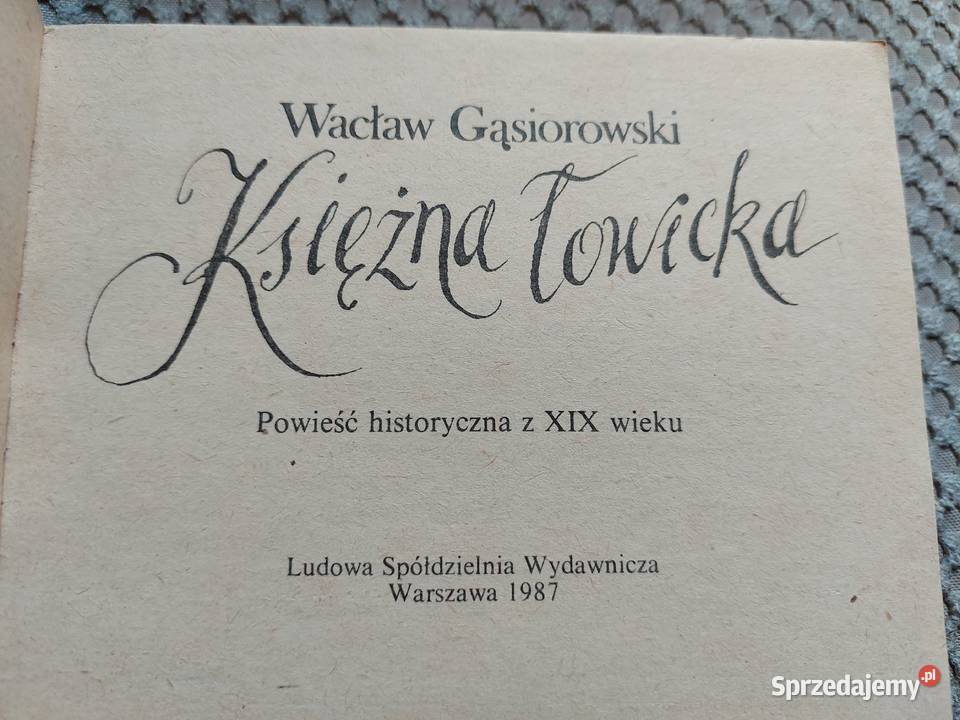 Wacław Gąsiorowski
Księżna Łowicka
Powieść historyczna z XIX wieku
Ludowa Spółdzielnia Wydawnicza
Warszawa 1987
Sprzedajemy.pl